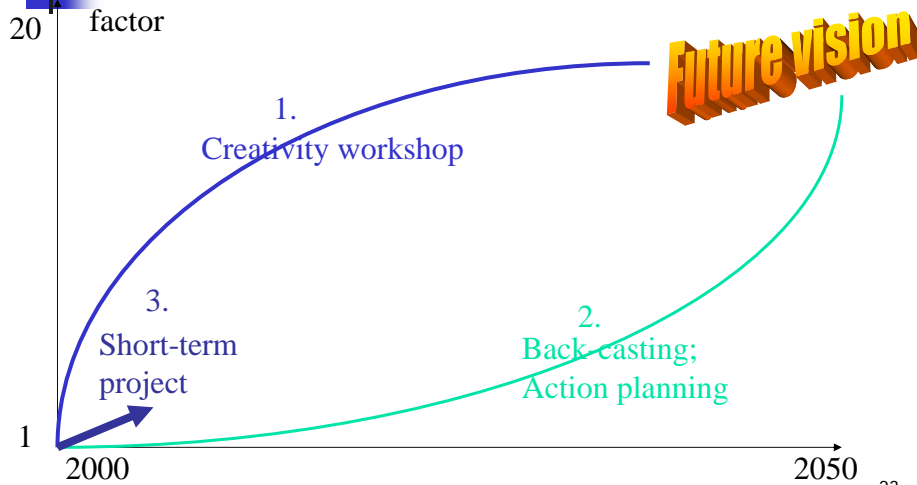 20
factor
Future vision
1.
Creativity workshop
3.
Short-term
project
2.
Back-casting;
Action planning
1
2000
2050